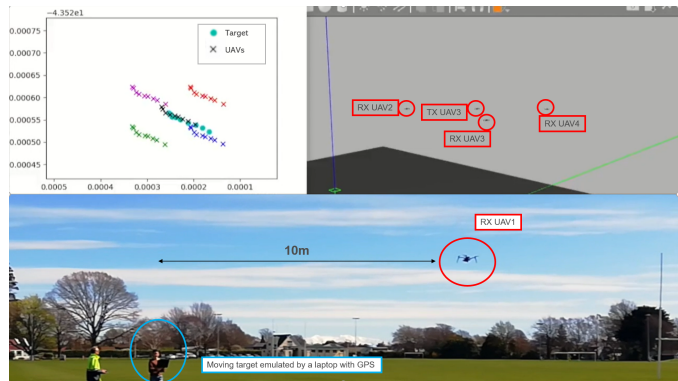 −4.352e1
0.00075
0.00070
0.00065
0.00060
0.00055
0.00050
0.00045
0.0005
0.0004
0.0003
0.0002
0.0001
Target
UAVs
RX UAV2
TX UAV3
RX UAV3
RX UAV4
RX UAV1
10m
Moving target emulated by a laptop with GPS